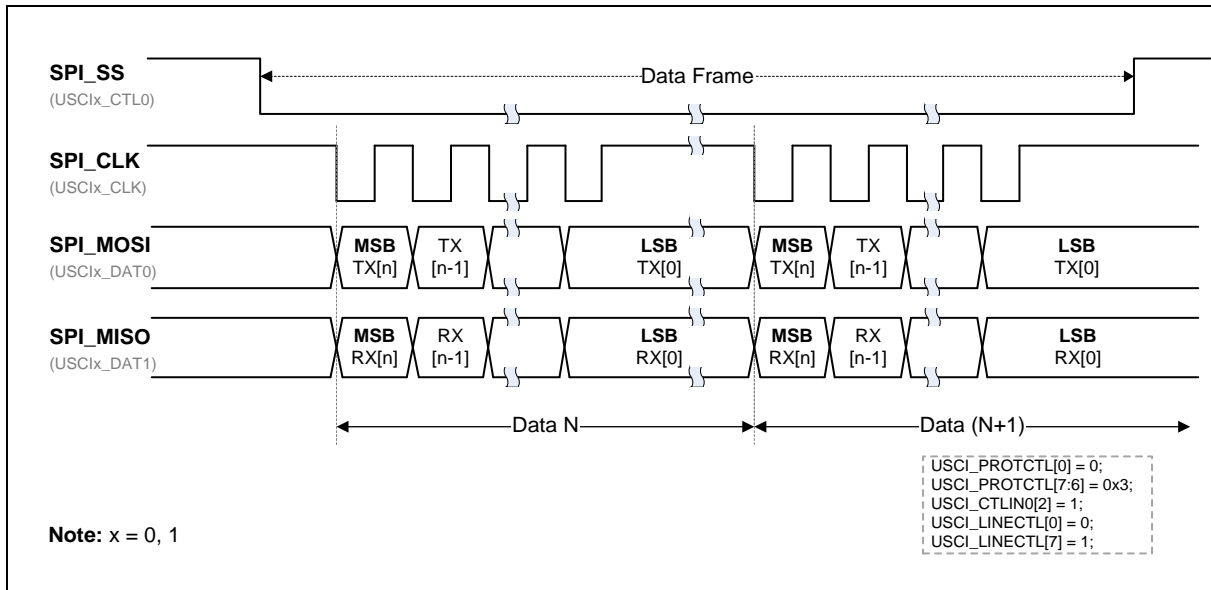 SPI_SS
(USCIx_CTL0)
Data Frame
SPI_CLK
(USCIx_CLK)
SPI_MOSI
(USCIx_DAT0)
MSB TX LSB MSB TX LSB
TX[n] [n-1] TX[0] TX[n] [n-1] TX[0]
SPI_MISO
(USCIx_DAT1)
MSB RX LSB MSB RX LSB
RX[n] [n-1] RX[0] RX[n] [n-1] RX[0]
Data N Data (N+1)
USCI_PROTCTL[0] = 0;
USCI_PROTCTL[7:6] = 0x3;
USCI_CTLIN0[2] = 1;
USCI_LINECTL[0] = 0;
USCI_LINECTL[7] = 1;
Note: x = 0, 1